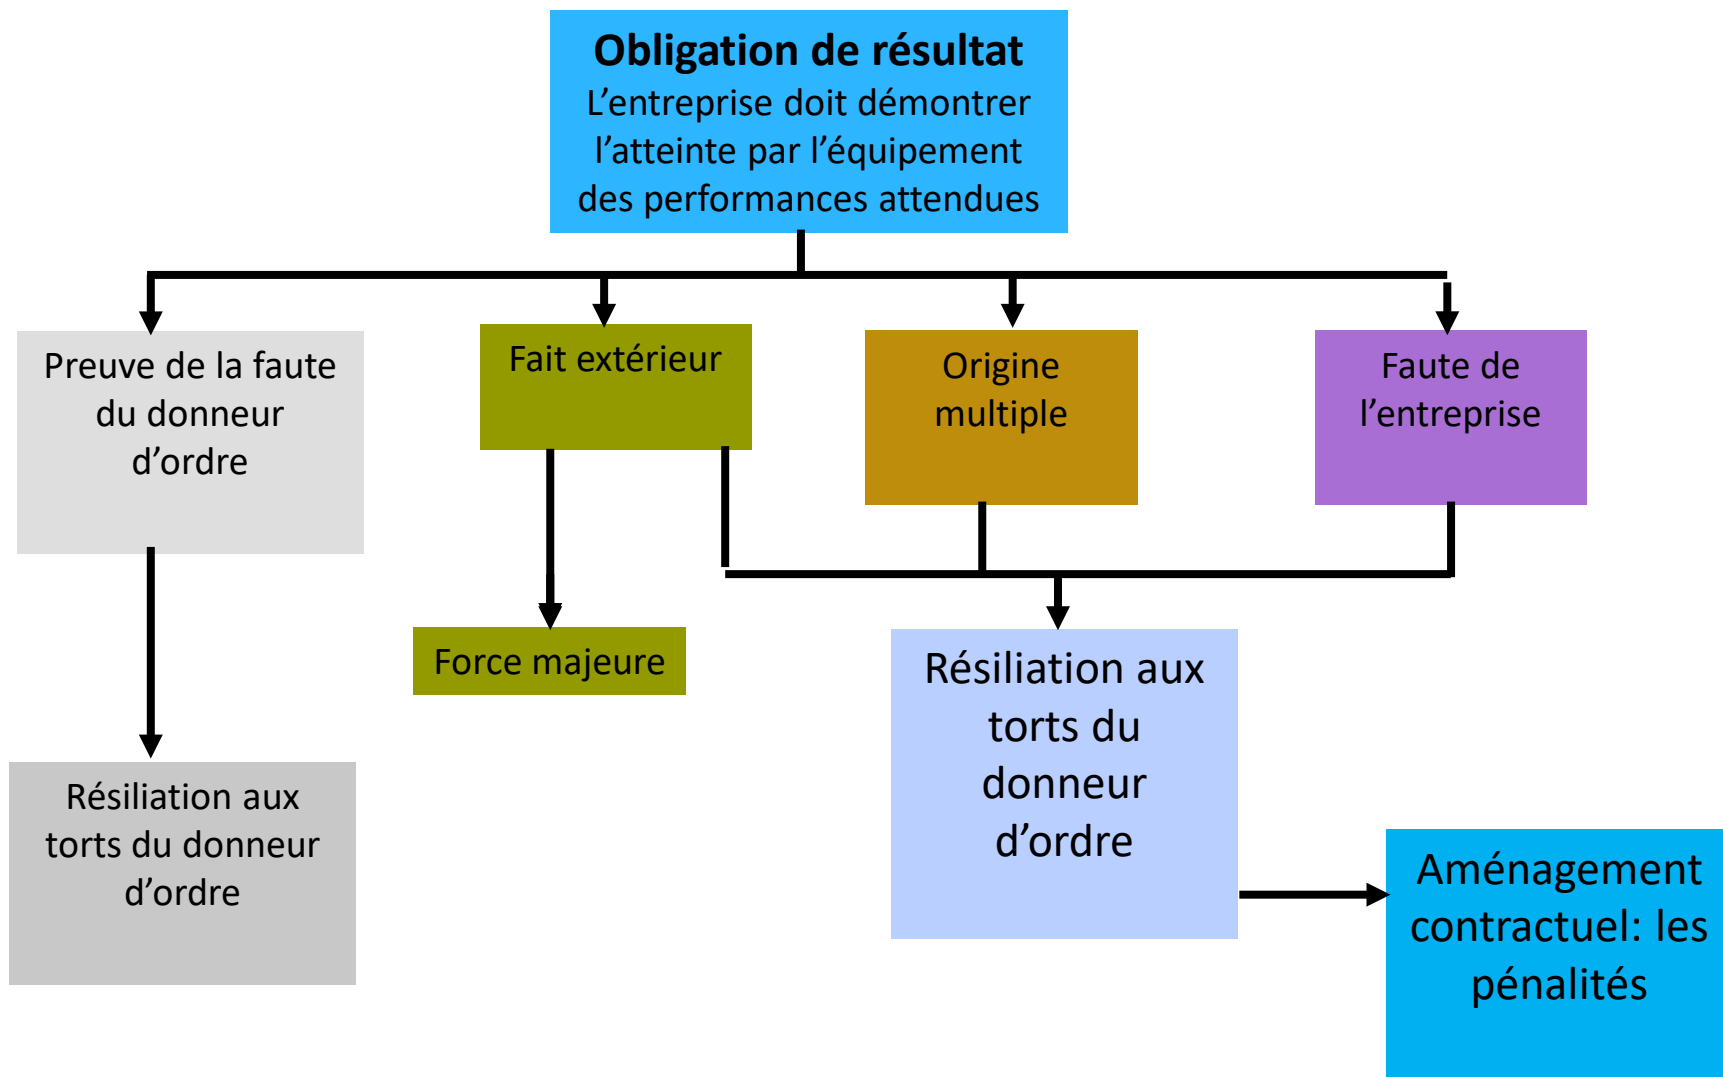 Obligation de résultat
L’entreprise doit démontrer
l’atteinte par l’équipement
des performances attendues
Preuve de la faute
du donneur
d’ordre
Fait extérieur
Origine
multiple
Faute de
l’entreprise
Force majeure
Résiliation aux
torts du
donneur
d’ordre
Résiliation aux
torts du donneur
d’ordre
Aménagement
contractuel: les
pénalités